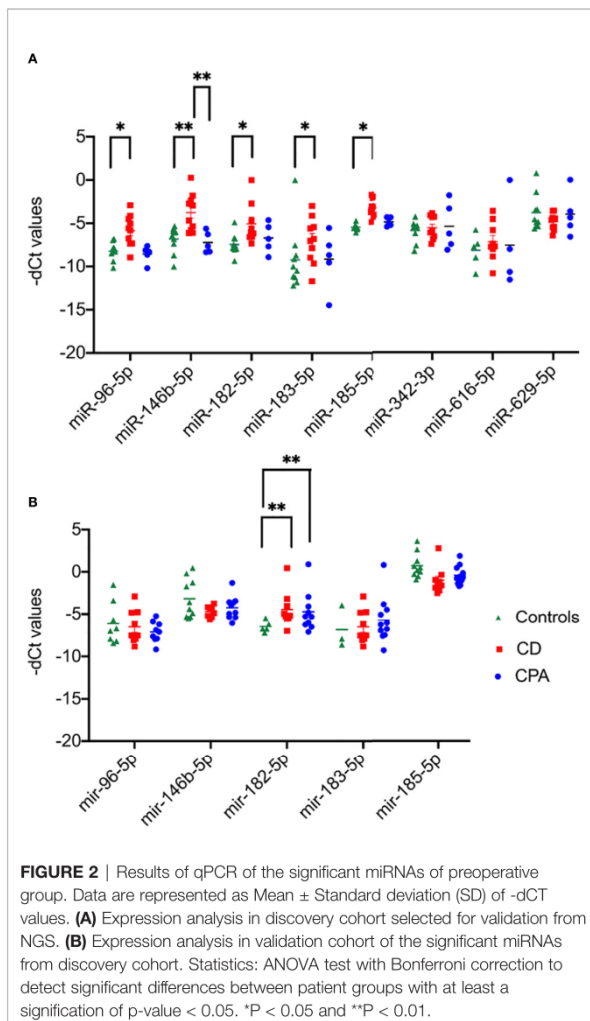 A
**
*
**
*
*
*
5
0
-5
-10
-15
-20
-dCt values
miR-96-5p
miR-146b-5p
miR-182-5p
miR-183-5p
miR-185-5p
miR-342-3p
miR-616-5p
miR-629-5p
B
**
**
5
0
-5
-10
-15
-20
-dCt values
Controls
CD
CPA
mir-96-5p
mir-146b-5p
mir-182-5p
mir-183-5p
mir-185-5p
FIGURE 2 | Results of qPCR of the significant miRNAs of preoperative
group. Data are represented as Mean ± Standard deviation (SD) of -dCT
values. (A) Expression analysis in discovery cohort selected for validation from
NGS. (B) Expression analysis in validation cohort of the significant miRNAs
from discovery cohort. Statistics: ANOVA test with Bonferroni correction to
detect significant differences between patient groups with at least a
signification of p-value < 0.05. *P < 0.05 and **P < 0.01.